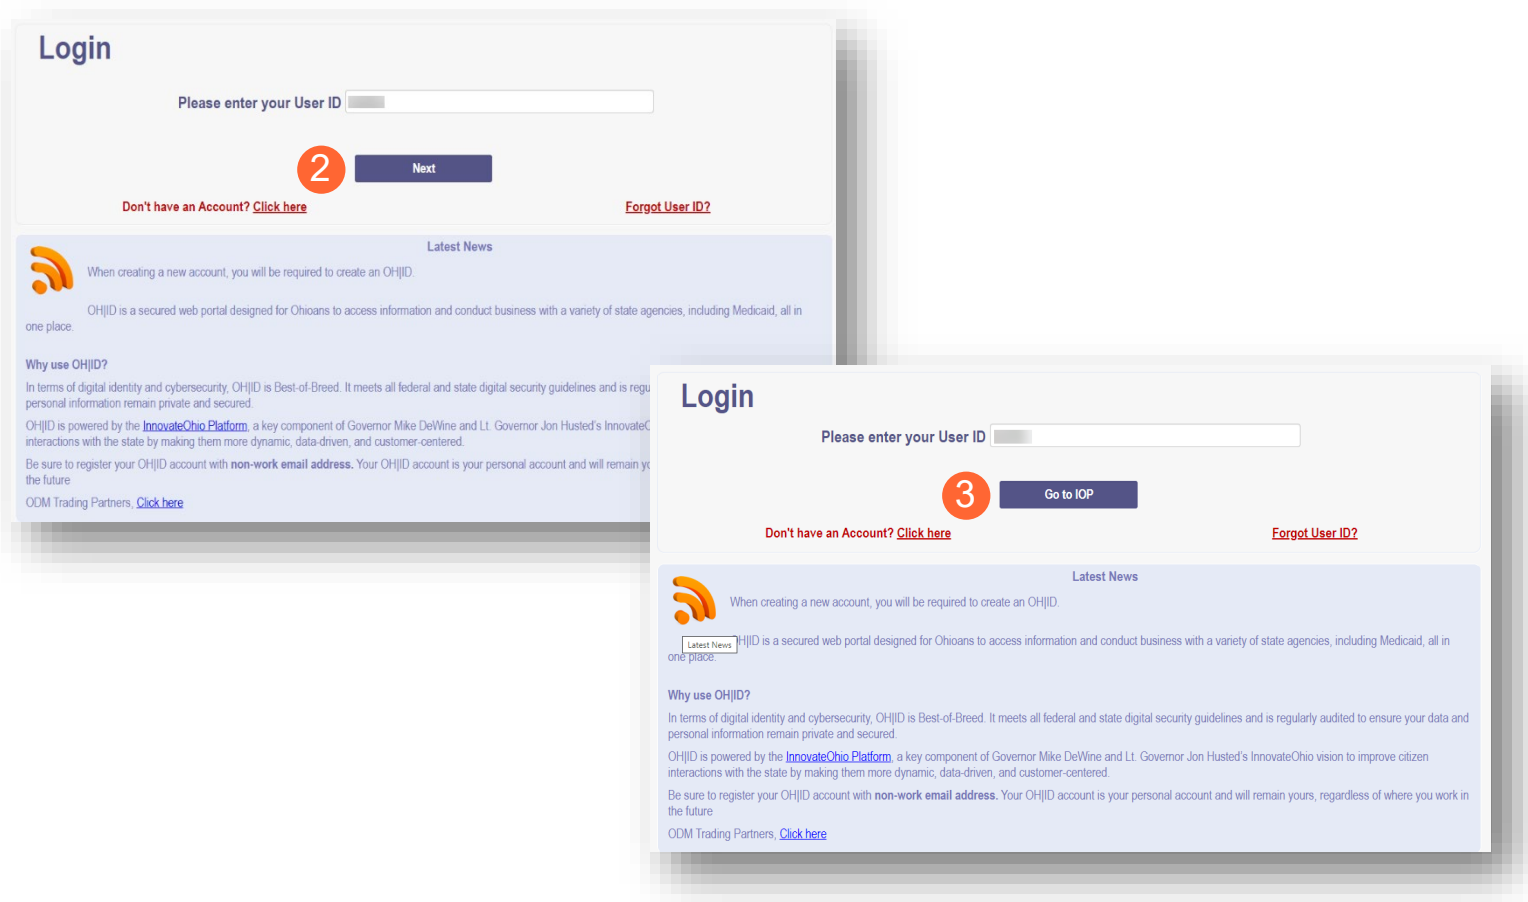 Login
Please enter your User ID
2
Next
Don't have an Account? Click here
Forgot User ID?
Latest News
When creating a new account, you will be required to create an OH|ID.
OH|ID is a secured web portal designed for Ohioans to access information and conduct business with a variety of state agencies, including Medicaid, all in
one place.
Why use OH|ID?
In terms of digital identity and cybersecurity, OH|ID is Best-of-Breed. It meets all federal and state digital security guidelines and is regu
personal information remain private and secured.
OH|ID is powered by the InnovateOhio Platform, a key component of Governor Mike DeWine and Lt. Governor Jon Husted's InnovateO
interactions with the state by making them more dynamic, data-driven, and customer-centered.
Be sure to register your OH|ID account with non-work email address. Your OH|ID account is your personal account and will remain yo
the future
ODM Trading Partners, Click here
Login
Please enter your User ID
3
Go to IOP
Don't have an Account? Click here
Forgot User ID?
Latest News
When creating a new account, you will be required to create an OH|ID.
Latest News
H|ID is a secured web portal designed for Ohioans to access information and conduct business with a variety of state agencies, including Medicaid, all in
one place.
Why use OH|ID?
In terms of digital identity and cybersecurity, OH|ID is Best-of-Breed. It meets all federal and state digital security guidelines and is regularly audited to ensure your data and
personal information remain private and secured.
OH|ID is powered by the InnovateOhio Platform, a key component of Governor Mike DeWine and Lt. Governor Jon Husted's InnovateOhio vision to improve citizen
interactions with the state by making them more dynamic, data-driven, and customer-centered.
Be sure to register your OH|ID account with non-work email address. Your OH|ID account is your personal account and will remain yours, regardless of where you work in
the future
ODM Trading Partners, Click here